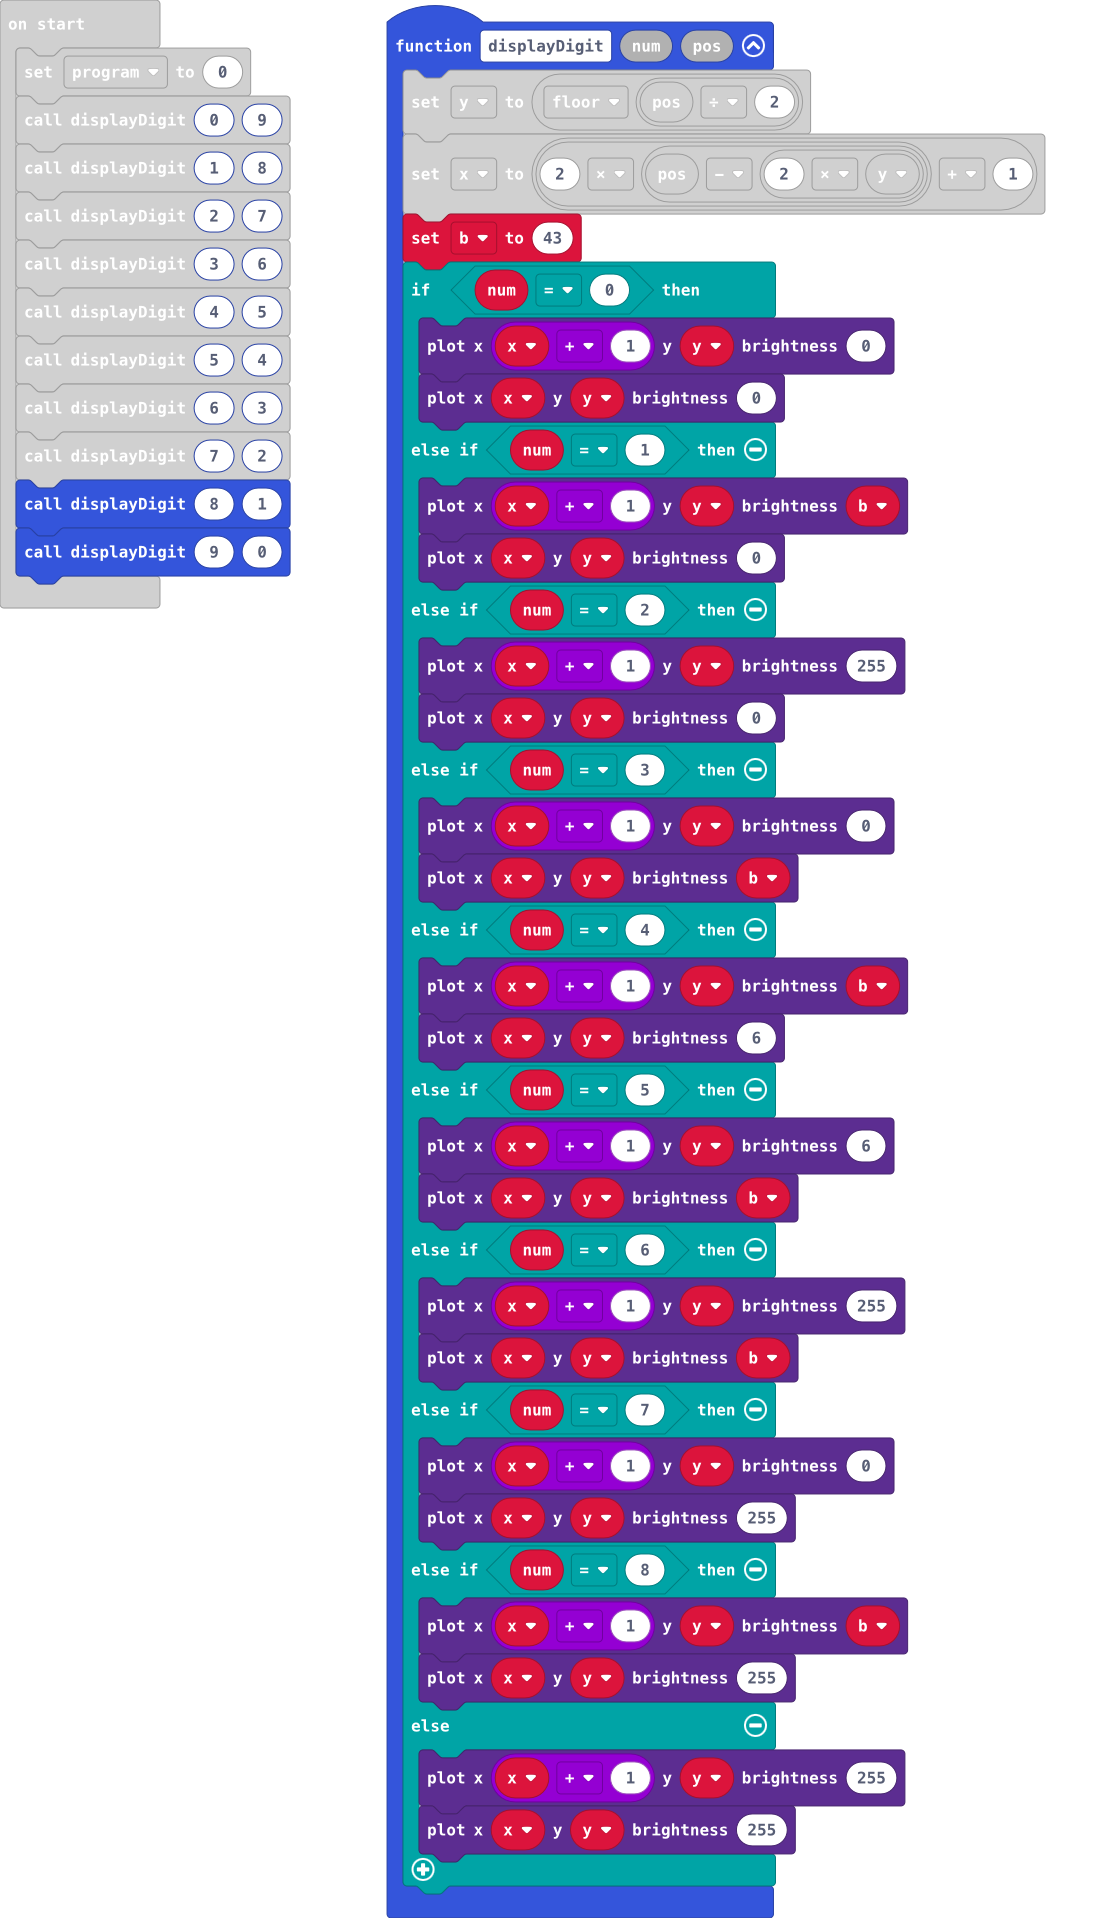 on start
set program to 0
call displayDigit 0 9
call displayDigit 1 8
call displayDigit 2 7
call displayDigit 3 6
call displayDigit 4 5
call displayDigit 5 4
call displayDigit 6 3
call displayDigit 7 2
call displayDigit 8 1
call displayDigit 9 0
function displayDigit num pos
set y to floor pos ÷ 2
set x to 2 × pos - 2 × y + 1
set b to 43
if num = 0 then
plot x x + 1 y y brightness 0
plot x x y y brightness 0
else if num = 1 then
plot x x + 1 y y brightness b
plot x x y y brightness 0
else if num = 2 then
plot x x + 1 y y brightness 255
plot x x y y brightness 0
else if num = 3 then
plot x x + 1 y y brightness 0
plot x x y y brightness b
else if num = 4 then
plot x x + 1 y y brightness b
plot x x y y brightness 6
else if num = 5 then
plot x x + 1 y y brightness 6
plot x x y y brightness b
else if num = 6 then
plot x x + 1 y y brightness 255
plot x x y y brightness b
else if num = 7 then
plot x x + 1 y y brightness 0
plot x x y y brightness 255
else if num = 8 then
plot x x + 1 y y brightness b
plot x x y y brightness 255
else
plot x x + 1 y y brightness 255
plot x x y y brightness 255